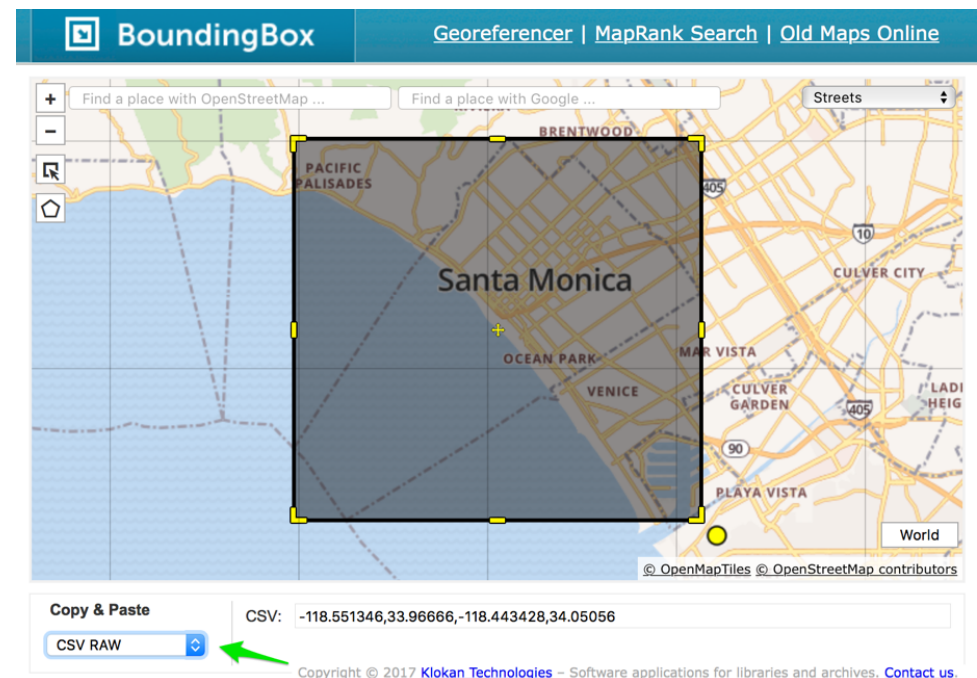 BoundingBox
Georeferencer | MapRank Search | Old Maps Online
+ Find a place with OpenStreetMap ... Find a place with Google ... Streets
−
BRENTWOOD
PACIFIC
PALISADES
405
10
Santa Monica
CULVER CITY
OCEAN PARK
MAR VISTA
VENICE
CULVER
GARDEN
405
LADI
HEIG
90
PLAYA VISTA
World
© OpenMapTiles © OpenStreetMap contributors
Copy & Paste
CSV: -118.551346,33.96666,-118.443428,34.05056
CSV RAW
Copyright © 2017 Klokan Technologies – Software applications for libraries and archives. Contact us.